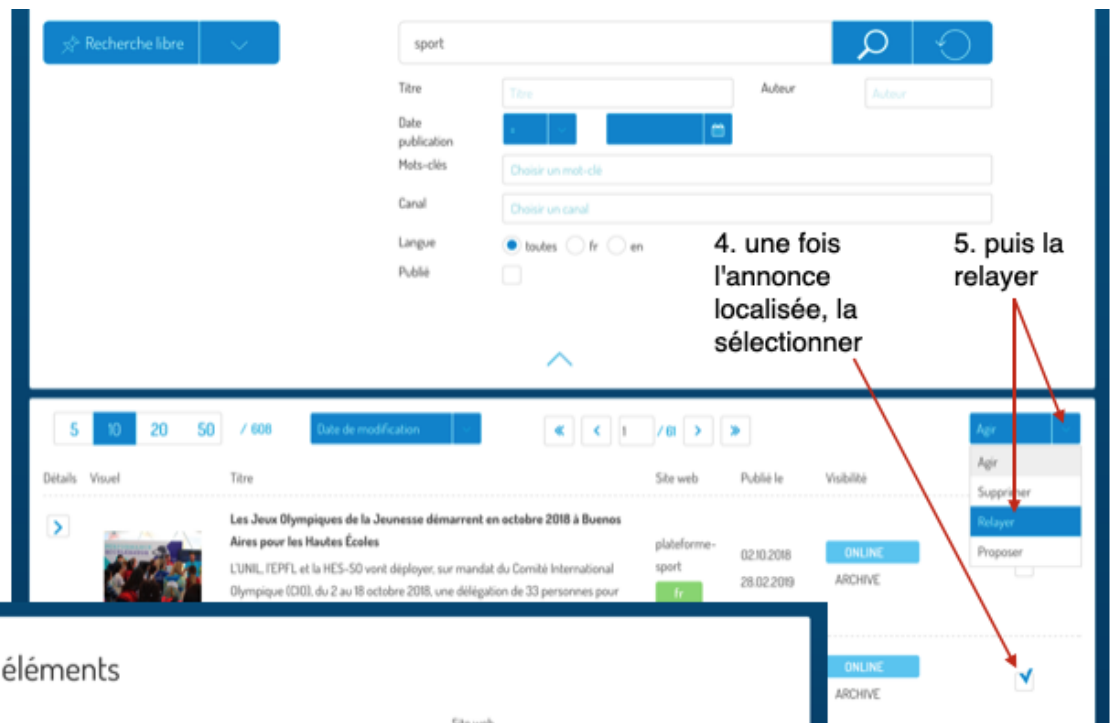 Recherche libre
sport
Titre
Titre
Auteur
Auteur
Date
publication
<
Mots-clés
Choisir un mot-clé
Canal
Choisir un canal
Langue
toutes
fr
en
Publié
4. une fois
l'annonce
localisée, la
sélectionner
5. puis la
relayer
5 10 20 50 / 608
Date de modification
1 / 61
Agir
Agir
Supprimer
Relayer
Proposer
Détails Visuel Titre Site web Publié le Visibilité
Les Jeux Olympiques de la Jeunesse démarrent en octobre 2018 à Buenos
Aires pour les Hautes Écoles
L'UNIL, l'EPFL et la HES-SO vont déployer, sur mandat du Comité International
Olympique (CIO), du 2 au 18 octobre 2018, une délégation de 33 personnes pour
plateforme-
sport
fr
02.10.2018
28.02.2019
ONLINE
ARCHIVE
éléments
Site web
ONLINE
ARCHIVE